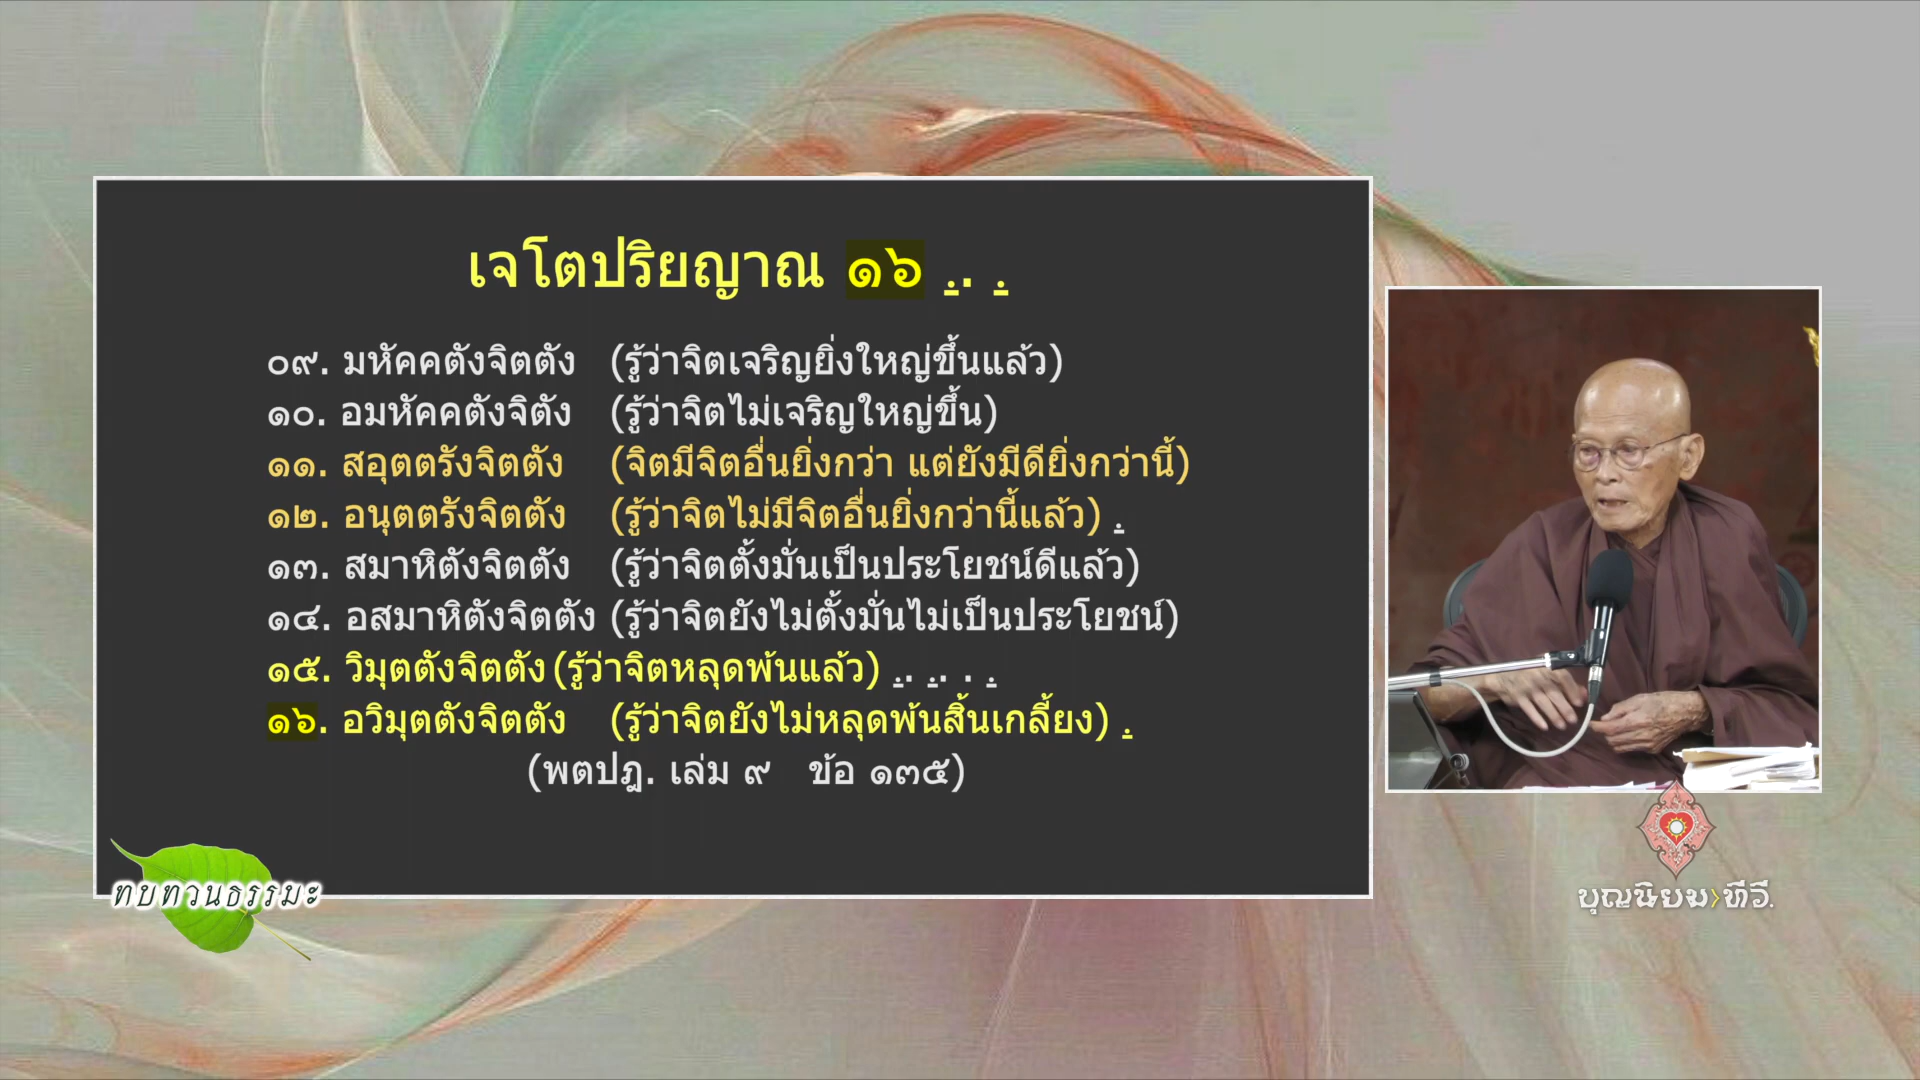 เจโตปริยญาณ ๑๖ .. .
๐๙. มหัคคตังจิตตัง (รู้ว่าจิตเจริญยิ่งใหญ่ขึ้นแล้ว)
๑๐. อมหัคคตังจิตัง (รู้ว่าจิตไม่เจริญใหญ่ขึ้น)
๑๑. สอุตตรังจิตตัง (จิตมีจิตอื่นยิ่งกว่า แต่ยังมีดียิ่งกว่านี้)
๑๒. อนุตตรังจิตตัง (รู้ว่าจิตไม่มีจิตอื่นยิ่งกว่านี้แล้ว) .
๑๓. สมาหิตังจิตตัง (รู้ว่าจิตตั้งมั่นเป็นประโยชน์ดีแล้ว)
๑๔. อสมาหิตังจิตตัง (รู้ว่าจิตยังไม่ตั้งมั่นไม่เป็นประโยชน์)
๑๕. วิมุตตังจิตตัง (รู้ว่าจิตหลุดพ้นแล้ว) .. .. . .
๑๖. อวิมุตตังจิตตัง (รู้ว่าจิตยังไม่หลุดพ้นสิ้นเกลี้ยง) .
(พตปฎ. เล่ม ๙ ข้อ ๑๓๕)
ทบทวนธรรมะ
บุญนิยม>ทีวี.